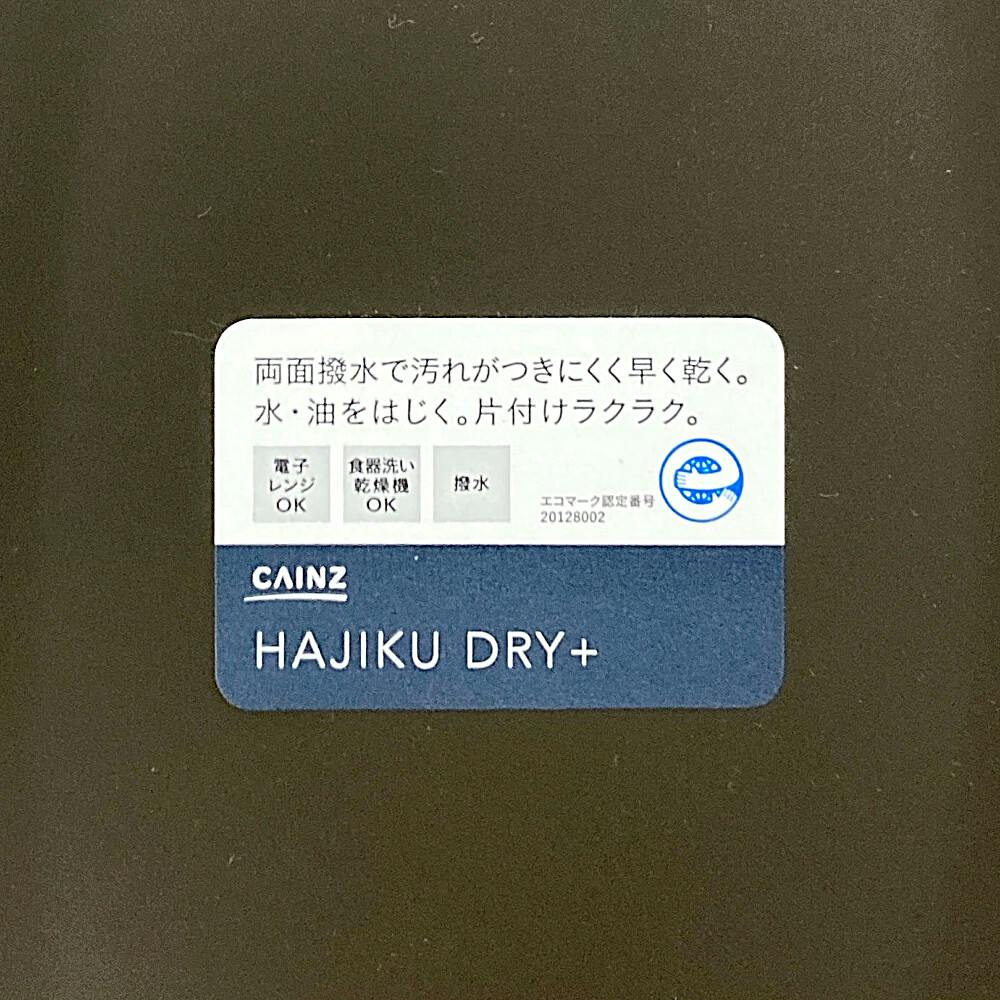 両面撥水で汚れがつきにくく早く乾く。
水・油をはじく。片付けラクラク。
電子
レンジ
OK
食器洗い
乾燥機
OK
撥水
エコマーク認定番号
20128002
CAINZ
HAJIKU DRY+